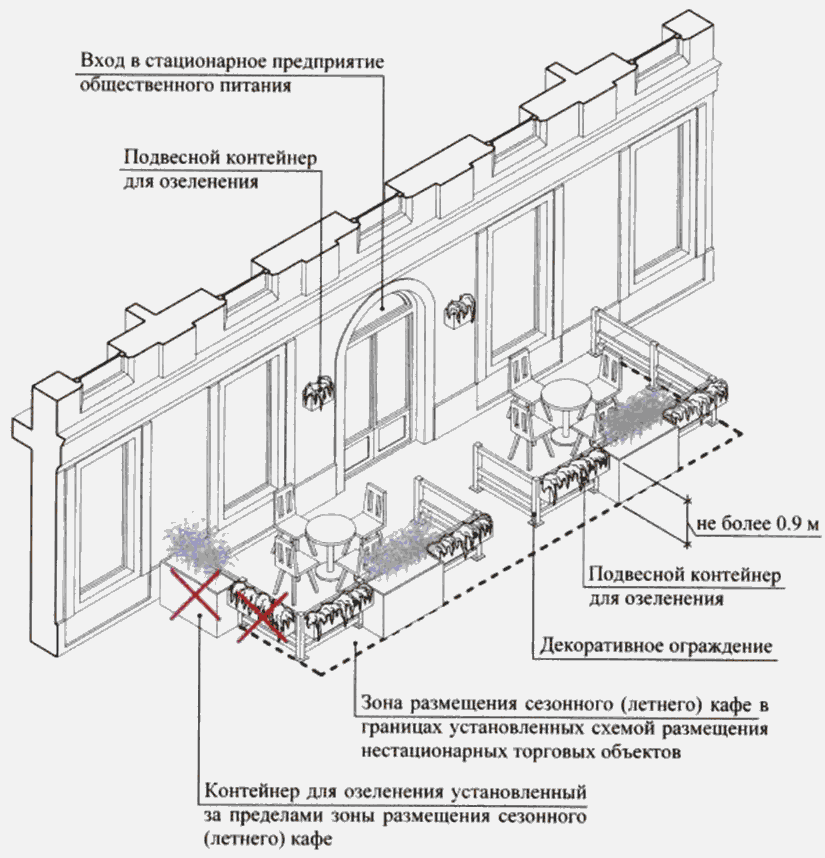 Вход в стационарное предприятие
общественного питания
Подвесной контейнер
для озеленения
не более 0.9 м
Подвесной контейнер
для озеленения
Декоративное ограждение
Зона размещения сезонного (летнего) кафе в
границах установленных схемой размещения
нестационарных торговых объектов
Контейнер для озеленения установленный
за пределами зоны размещения сезонного
(летнего) кафе